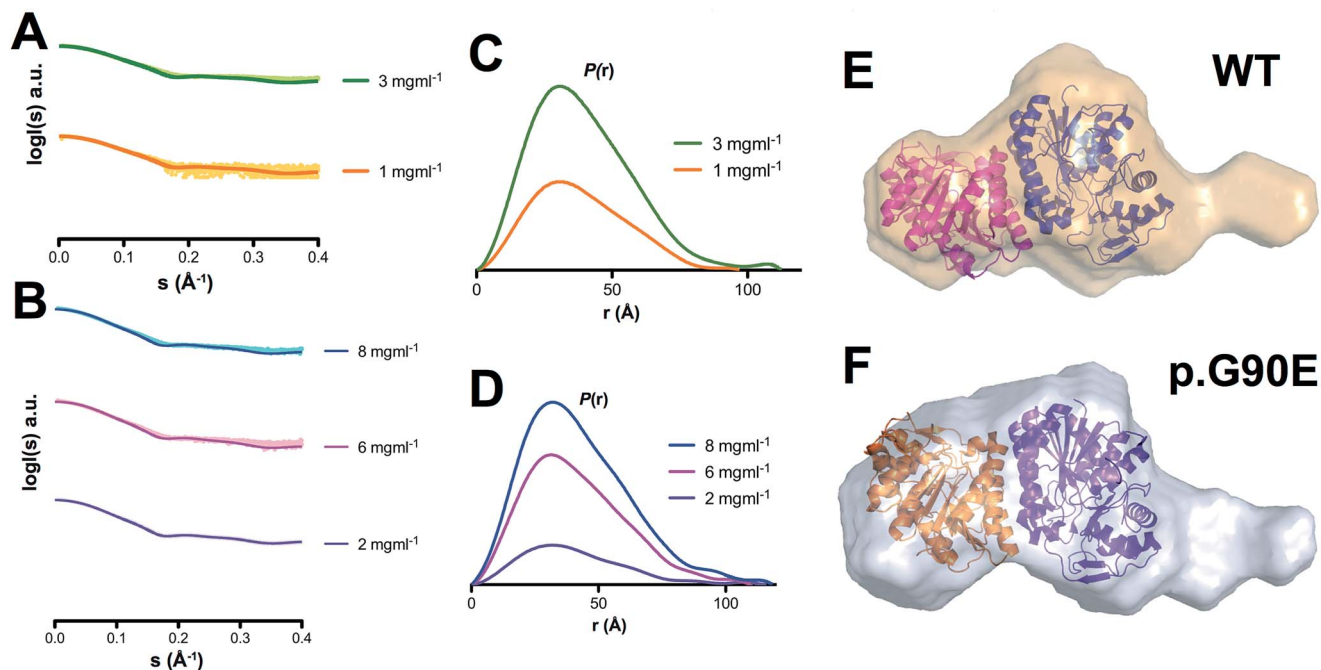 A
logI(s) a.u.
3 mgml⁻¹
1 mgml⁻¹
0.0 0.1 0.2 0.3 0.4
s (Å⁻¹)
B
logI(s) a.u.
8 mgml⁻¹
6 mgml⁻¹
2 mgml⁻¹
0.0 0.1 0.2 0.3 0.4
s (Å⁻¹)
C
P(r)
3 mgml⁻¹
1 mgml⁻¹
0 50 100
r (Å)
D
P(r)
8 mgml⁻¹
6 mgml⁻¹
2 mgml⁻¹
0 50 100
r (Å)
E
WT
F
p.G90E